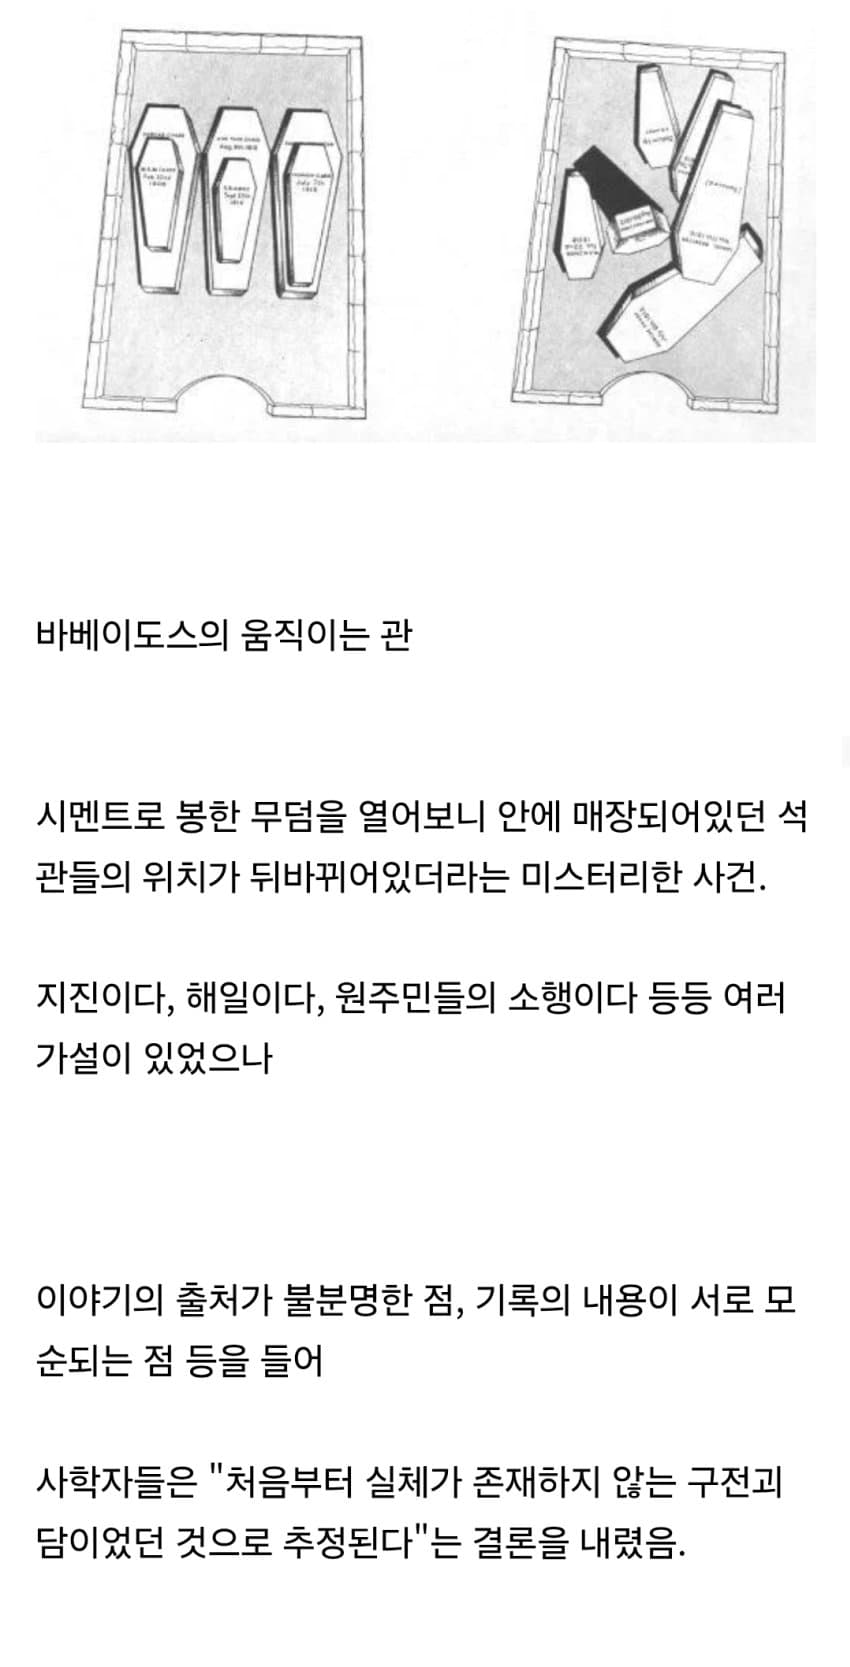 바베이도스의 움직이는 관
시멘트로 봉한 무덤을 열어보니 안에 매장되어있던 석
관들의 위치가 뒤바뀌어있더라는 미스터리한 사건.
지진이다, 해일이다, 원주민들의 소행이다 등등 여러
가설이 있었으나
이야기의 출처가 불분명한 점, 기록의 내용이 서로 모
순되는 점 등을 들어
사학자들은 "처음부터 실체가 존재하지 않는 구전괴
담이었던 것으로 추정된다"는 결론을 내렸음.